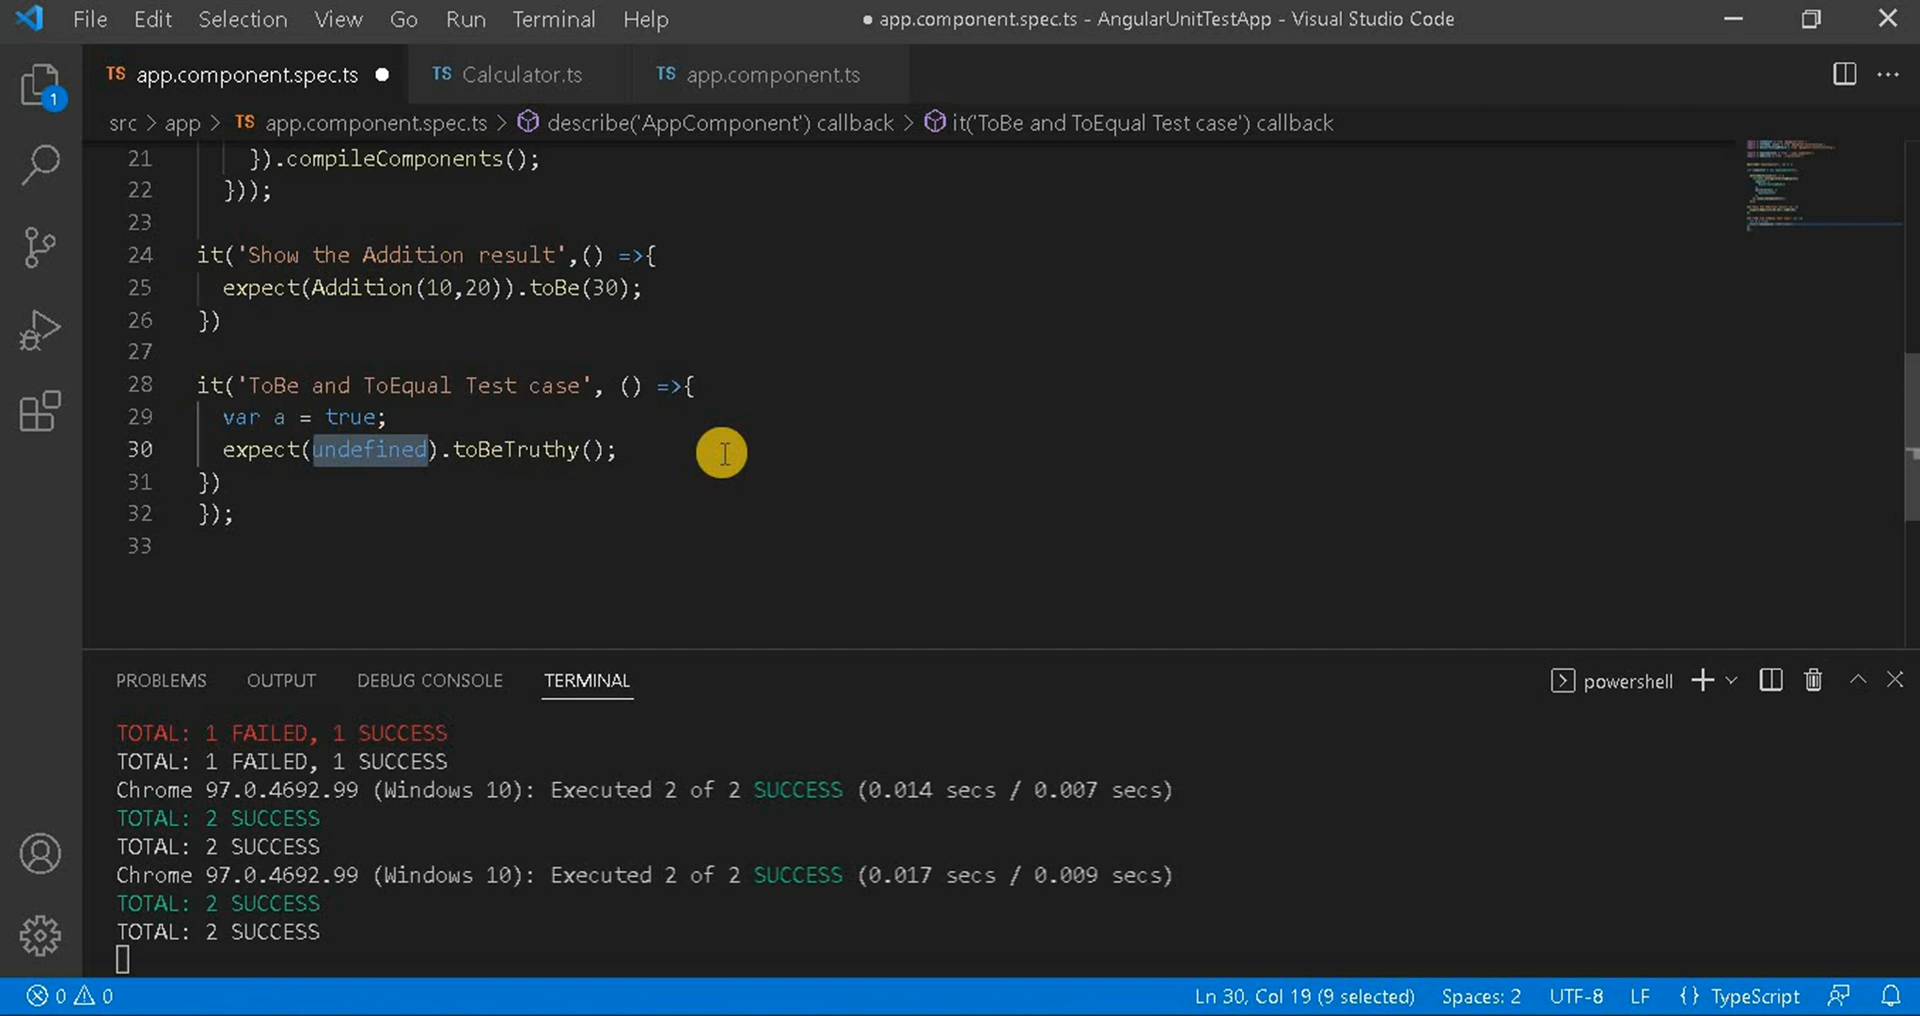 File Edit Selection View Go Run Terminal Help ● app.component.spec.ts - AngularUnitTestApp - Visual Studio Code
TS app.component.spec.ts ● TS Calculator.ts TS app.component.ts
src > app > TS app.component.spec.ts > describe('AppComponent') callback > it('ToBe and ToEqual Test case') callback
1
21 }).compileComponents();
22 }));
23
24 it('Show the Addition result',() =>{
25 expect(Addition(10,20)).toBe(30);
26 })
27
28 it('ToBe and ToEqual Test case', () =>{
29 var a = true;
30 expect(undefined).toBeTruthy();
31 })
32 });
33
PROBLEMS OUTPUT DEBUG CONSOLE TERMINAL powershell
TOTAL: 1 FAILED, 1 SUCCESS
TOTAL: 1 FAILED, 1 SUCCESS
Chrome 97.0.4692.99 (Windows 10): Executed 2 of 2 SUCCESS (0.014 secs / 0.007 secs)
TOTAL: 2 SUCCESS
TOTAL: 2 SUCCESS
Chrome 97.0.4692.99 (Windows 10): Executed 2 of 2 SUCCESS (0.017 secs / 0.009 secs)
TOTAL: 2 SUCCESS
TOTAL: 2 SUCCESS
0 0 Ln 30, Col 19 (9 selected) Spaces: 2 UTF-8 LF {} TypeScript